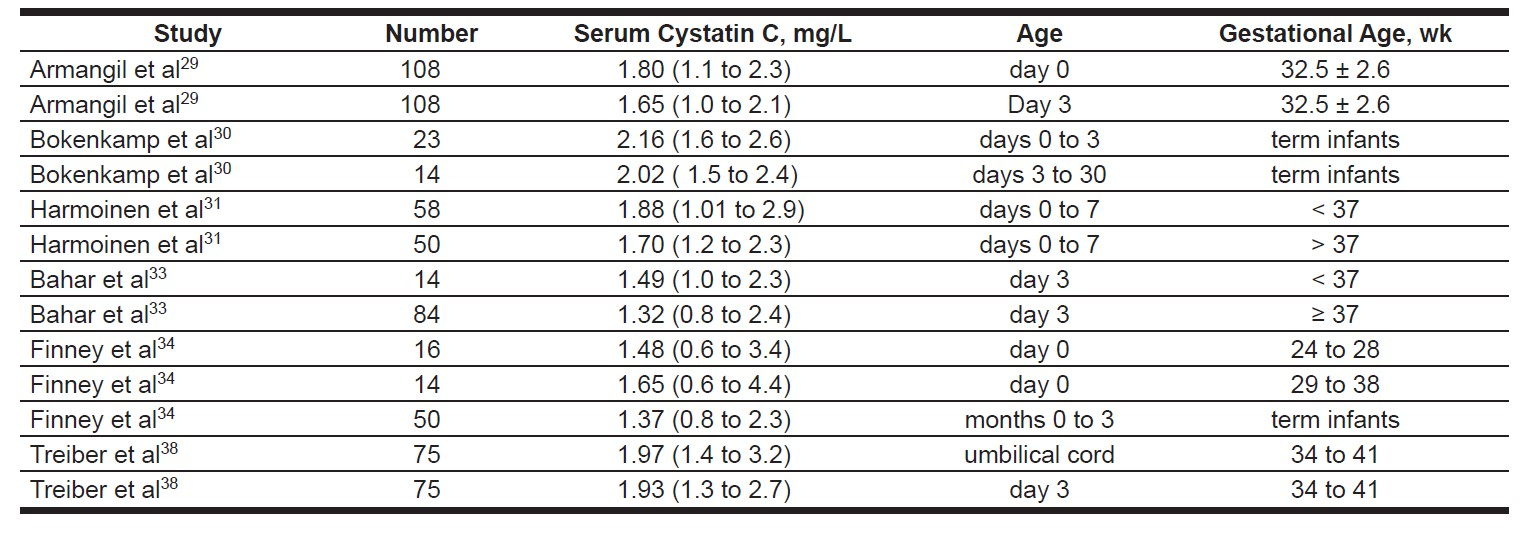 Study Number Serum Cystatin C, mg/L Age Gestational Age, wk
Armangil et al29 108 1.80 (1.1 to 2.3) day 0 32.5 ± 2.6
Armangil et al29 108 1.65 (1.0 to 2.1) Day 3 32.5 ± 2.6
Bokenkamp et al30 23 2.16 (1.6 to 2.6) days 0 to 3 term infants
Bokenkamp et al30 14 2.02 ( 1.5 to 2.4) days 3 to 30 term infants
Harmoinen et al31 58 1.88 (1.01 to 2.9) days 0 to 7 < 37
Harmoinen et al31 50 1.70 (1.2 to 2.3) days 0 to 7 > 37
Bahar et al33 14 1.49 (1.0 to 2.3) day 3 < 37
Bahar et al33 84 1.32 (0.8 to 2.4) day 3 ≥ 37
Finney et al34 16 1.48 (0.6 to 3.4) day 0 24 to 28
Finney et al34 14 1.65 (0.6 to 4.4) day 0 29 to 38
Finney et al34 50 1.37 (0.8 to 2.3) months 0 to 3 term infants
Treiber et al38 75 1.97 (1.4 to 3.2) umbilical cord 34 to 41
Treiber et al38 75 1.93 (1.3 to 2.7) day 3 34 to 41